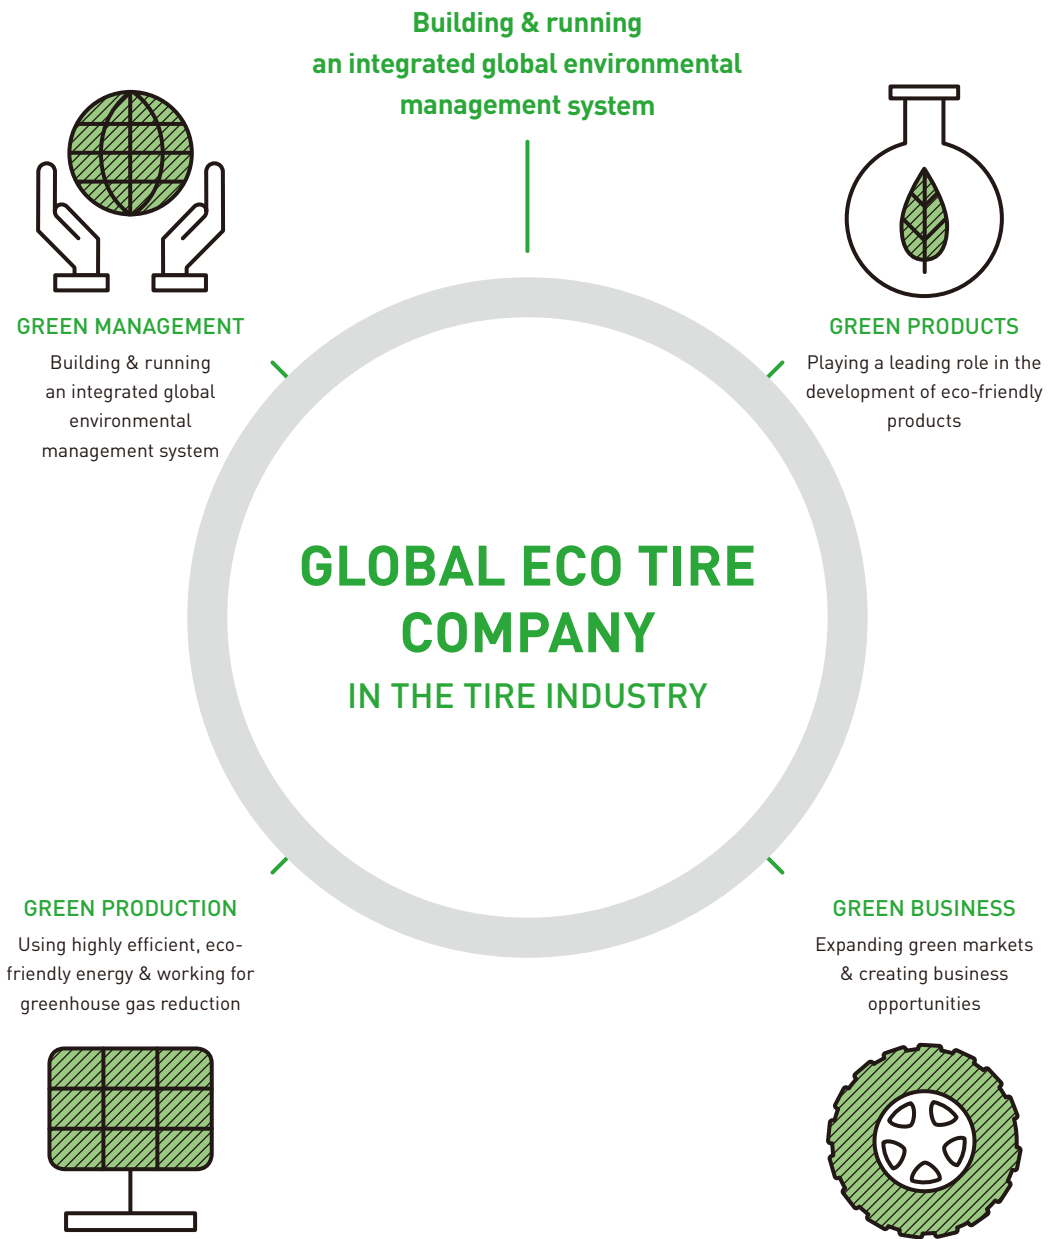 Building & running
an integrated global environmental
management system
GREEN MANAGEMENT
Building & running
an integrated global
environmental
management system
GREEN PRODUCTS
Playing a leading role in the
development of eco-friendly
products
GLOBAL ECO TIRE
COMPANY
IN THE TIRE INDUSTRY
GREEN PRODUCTION
Using highly efficient, eco-
friendly energy & working for
greenhouse gas reduction
GREEN BUSINESS
Expanding green markets
& creating business
opportunities